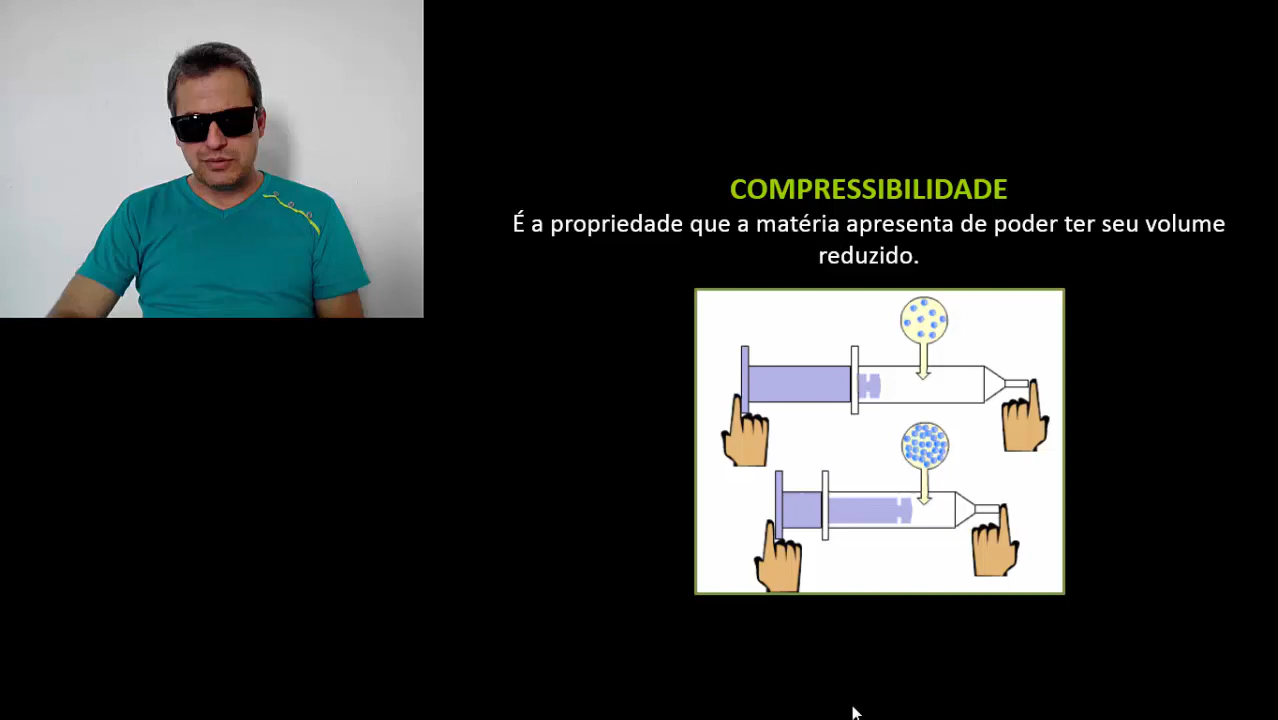 COMPRESSIBILIDADE
É a propriedade que a matéria apresenta de poder ter seu volume
reduzido.